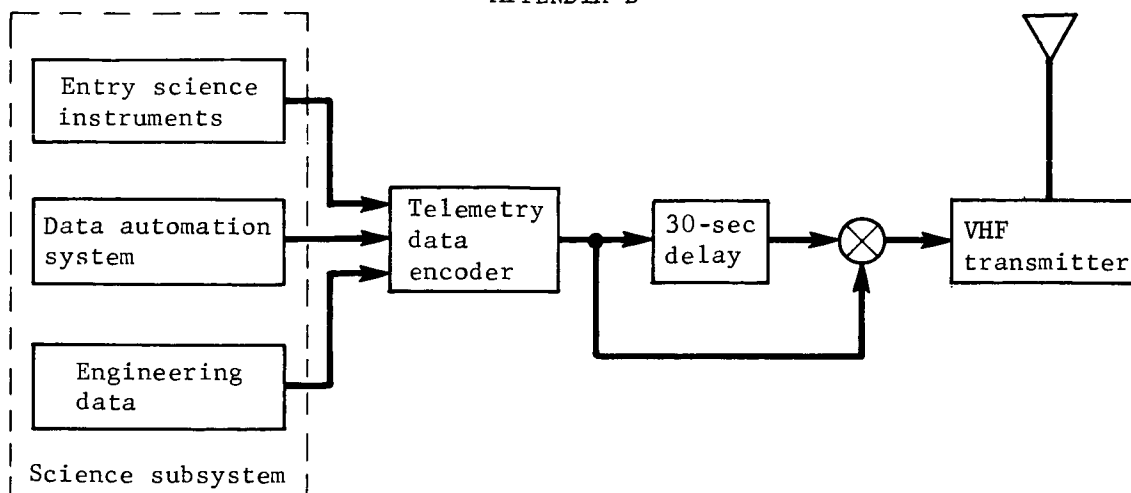 Entry science
instruments
Data automation
system
Engineering
data
Science subsystem
Telemetry
data
encoder
30-sec
delay
VHF
transmitter